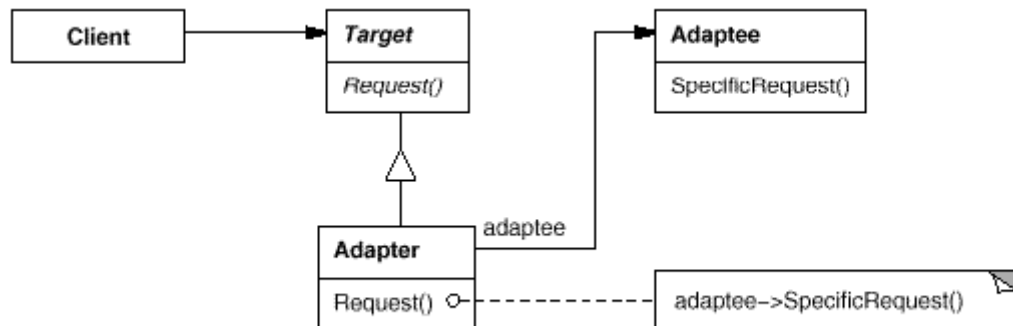 Client
Target
Request()
Adaptee
SpecificRequest()
adaptee
Adapter
Request()
adaptee->SpecificRequest()